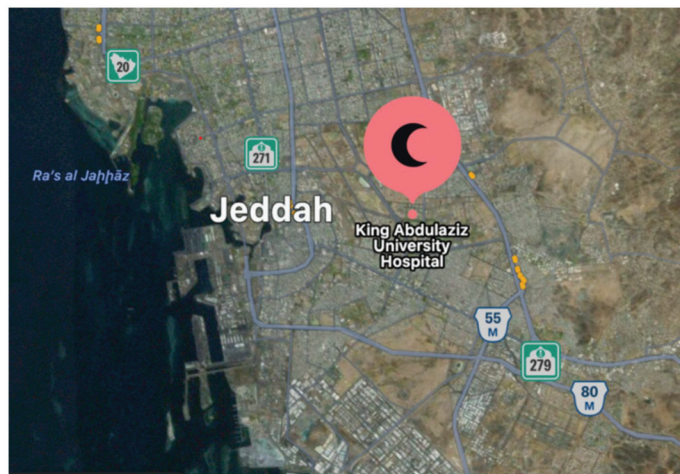 20
271
Ra's al Jaḩḩāz
Jeddah
King Abdulaziz
University
Hospital
55
M
279
80
M